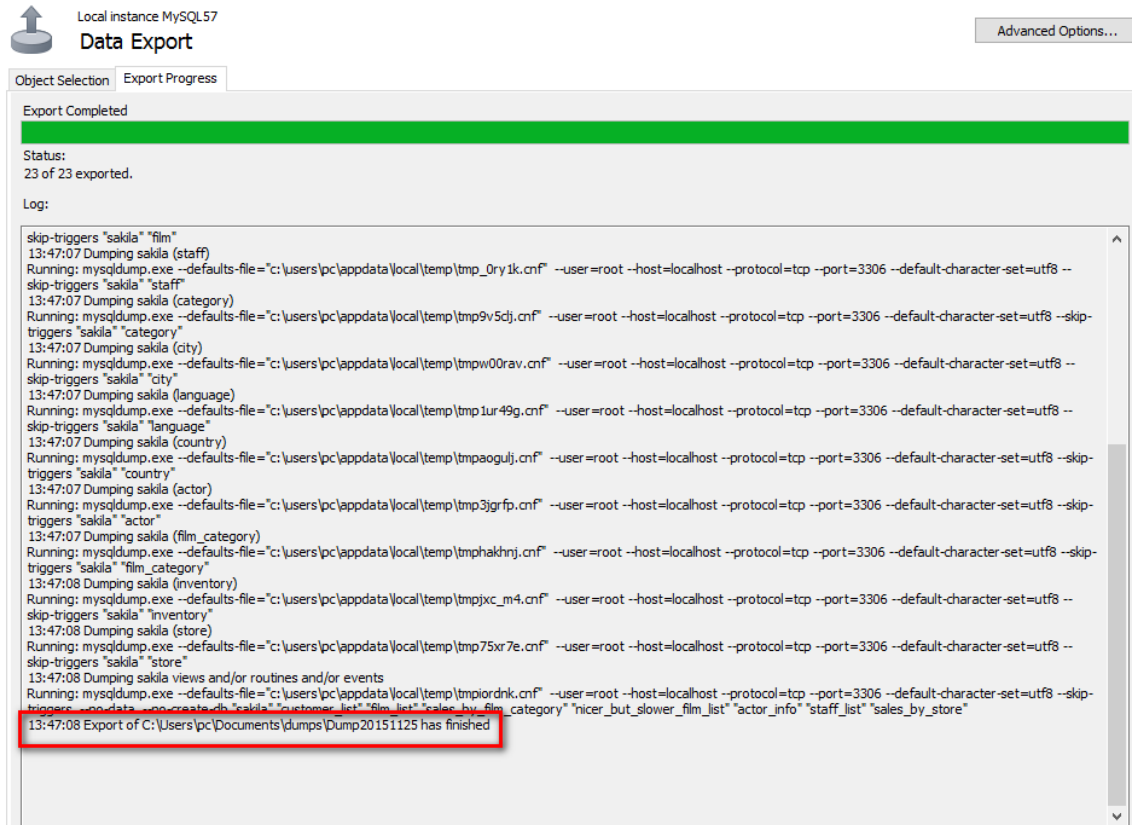 Local instance MySQL57
Data Export
Advanced Options...
Object Selection
Export Progress
Export Completed
Status:
23 of 23 exported.
Log:
skip-triggers "sakila" "film"
13:47:07 Dumping sakila (staff)
Running: mysqldump.exe --defaults-file="c:\users\pc\appdata\local\temp\tmp_0ry1k.cnf"  --user=root --host=localhost --protocol=tcp --port=3306 --default-character-set=utf8 --
skip-triggers "sakila" "staff"
13:47:07 Dumping sakila (category)
Running: mysqldump.exe --defaults-file="c:\users\pc\appdata\local\temp\tmp9v5dj.cnf"  --user=root --host=localhost --protocol=tcp --port=3306 --default-character-set=utf8 --skip-
triggers "sakila" "category"
13:47:07 Dumping sakila (city)
Running: mysqldump.exe --defaults-file="c:\users\pc\appdata\local\temp\tmpw00rav.cnf"  --user=root --host=localhost --protocol=tcp --port=3306 --default-character-set=utf8 --
skip-triggers "sakila" "city"
13:47:07 Dumping sakila (language)
Running: mysqldump.exe --defaults-file="c:\users\pc\appdata\local\temp\tmp1ur49g.cnf"  --user=root --host=localhost --protocol=tcp --port=3306 --default-character-set=utf8 --
skip-triggers "sakila" "language"
13:47:07 Dumping sakila (country)
Running: mysqldump.exe --defaults-file="c:\users\pc\appdata\local\temp\tmpaogulj.cnf"  --user=root --host=localhost --protocol=tcp --port=3306 --default-character-set=utf8 --skip-
triggers "sakila" "country"
13:47:07 Dumping sakila (actor)
Running: mysqldump.exe --defaults-file="c:\users\pc\appdata\local\temp\tmp3jgrfp.cnf"  --user=root --host=localhost --protocol=tcp --port=3306 --default-character-set=utf8 --skip-
triggers "sakila" "actor"
13:47:07 Dumping sakila (film_category)
Running: mysqldump.exe --defaults-file="c:\users\pc\appdata\local\temp\tmphakhnj.cnf"  --user=root --host=localhost --protocol=tcp --port=3306 --default-character-set=utf8 --skip-
triggers "sakila" "film_category"
13:47:08 Dumping sakila (inventory)
Running: mysqldump.exe --defaults-file="c:\users\pc\appdata\local\temp\tmpjxc_m4.cnf"  --user=root --host=localhost --protocol=tcp --port=3306 --default-character-set=utf8 --
skip-triggers "sakila" "inventory"
13:47:08 Dumping sakila (store)
Running: mysqldump.exe --defaults-file="c:\users\pc\appdata\local\temp\tmp75xr7e.cnf"  --user=root --host=localhost --protocol=tcp --port=3306 --default-character-set=utf8 --
skip-triggers "sakila" "store"
13:47:08 Dumping sakila views and/or routines and/or events
Running: mysqldump.exe --defaults-file="c:\users\pc\appdata\local\temp\tmpiordnk.cnf"  --user=root --host=localhost --protocol=tcp --port=3306 --default-character-set=utf8 --skip-
triggers --no-data --no-create-db "sakila" "customer_list" "film_list" "sales_by_film_category" "nicer_but_slower_film_list" "actor_info" "staff_list" "sales_by_store"
13:47:08 Export of C:\Users\pc\Documents\dumps\Dump20151125 has finished